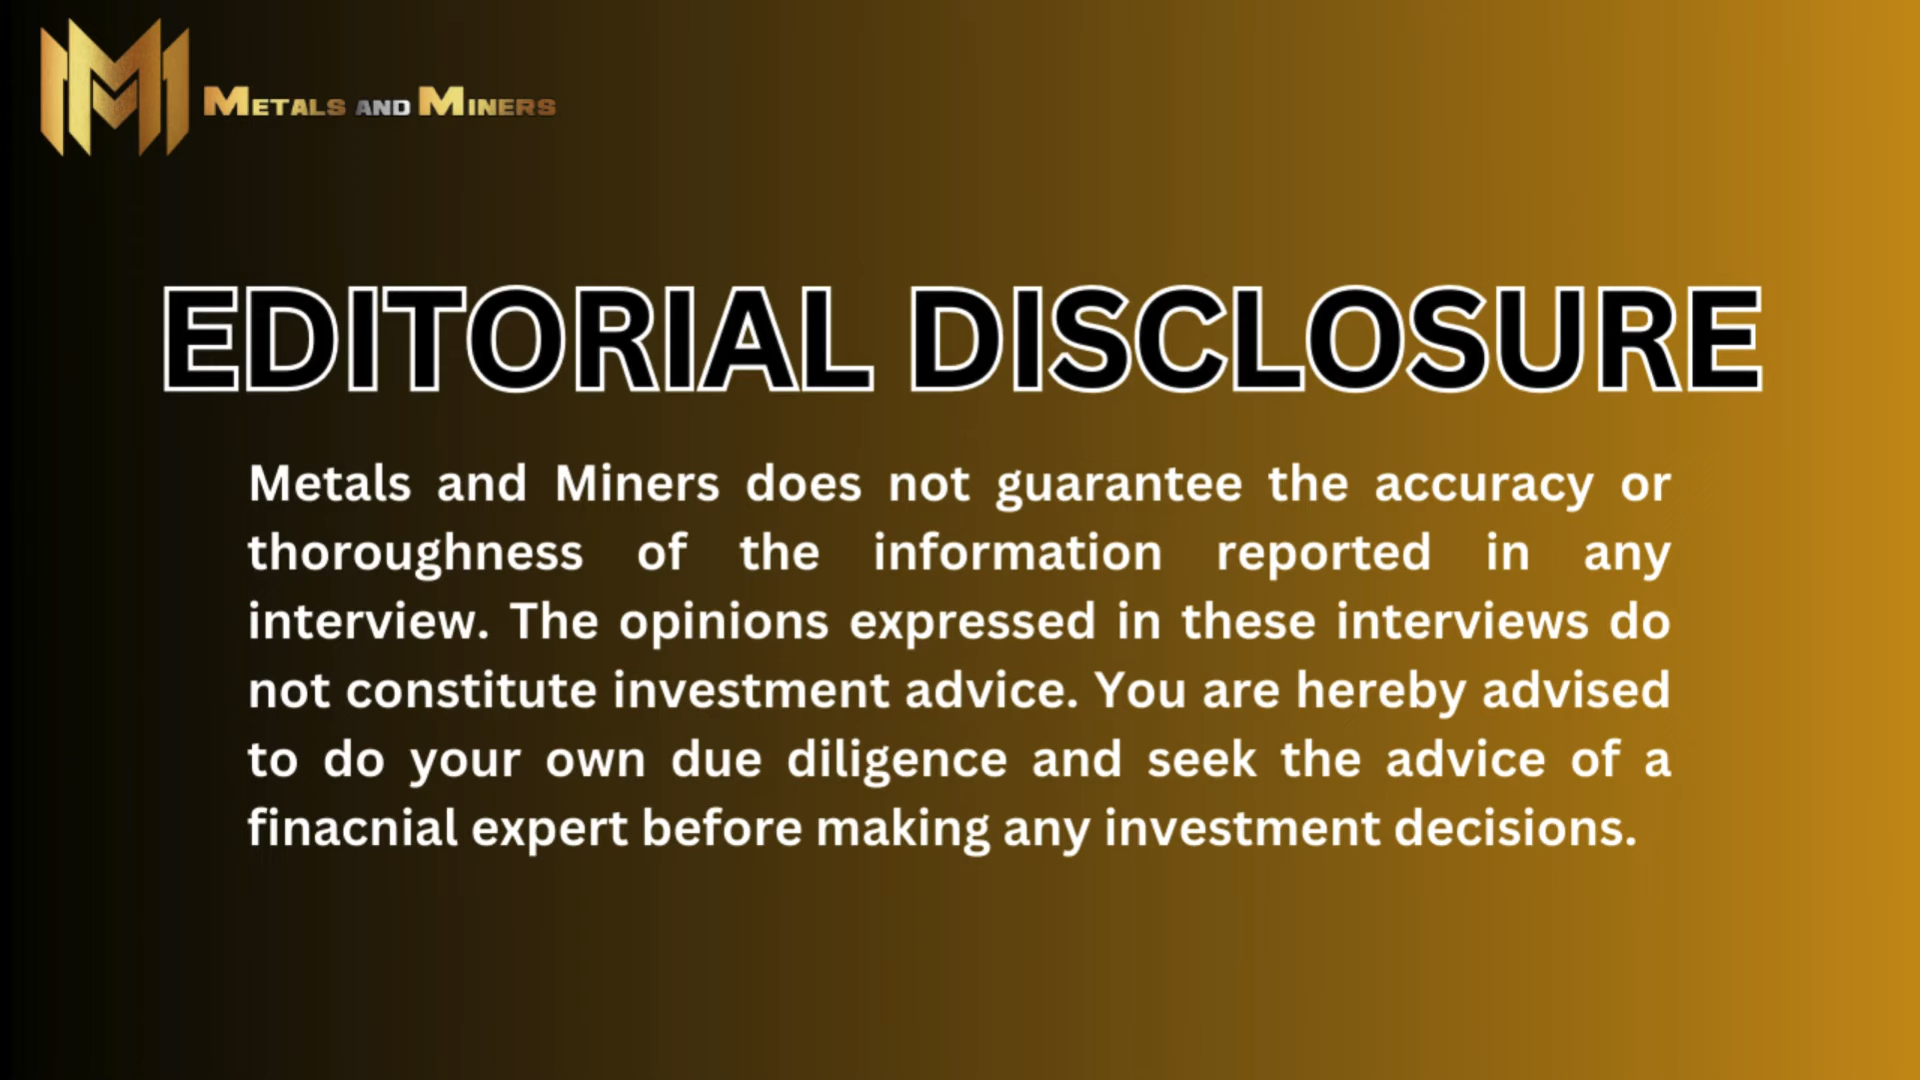 METALS AND MINERS
EDITORIAL DISCLOSURE
Metals and Miners does not guarantee the accuracy or
thoroughness of the information reported in any
interview. The opinions expressed in these interviews do
not constitute investment advice. You are hereby advised
to do your own due diligence and seek the advice of a
finacnial expert before making any investment decisions.